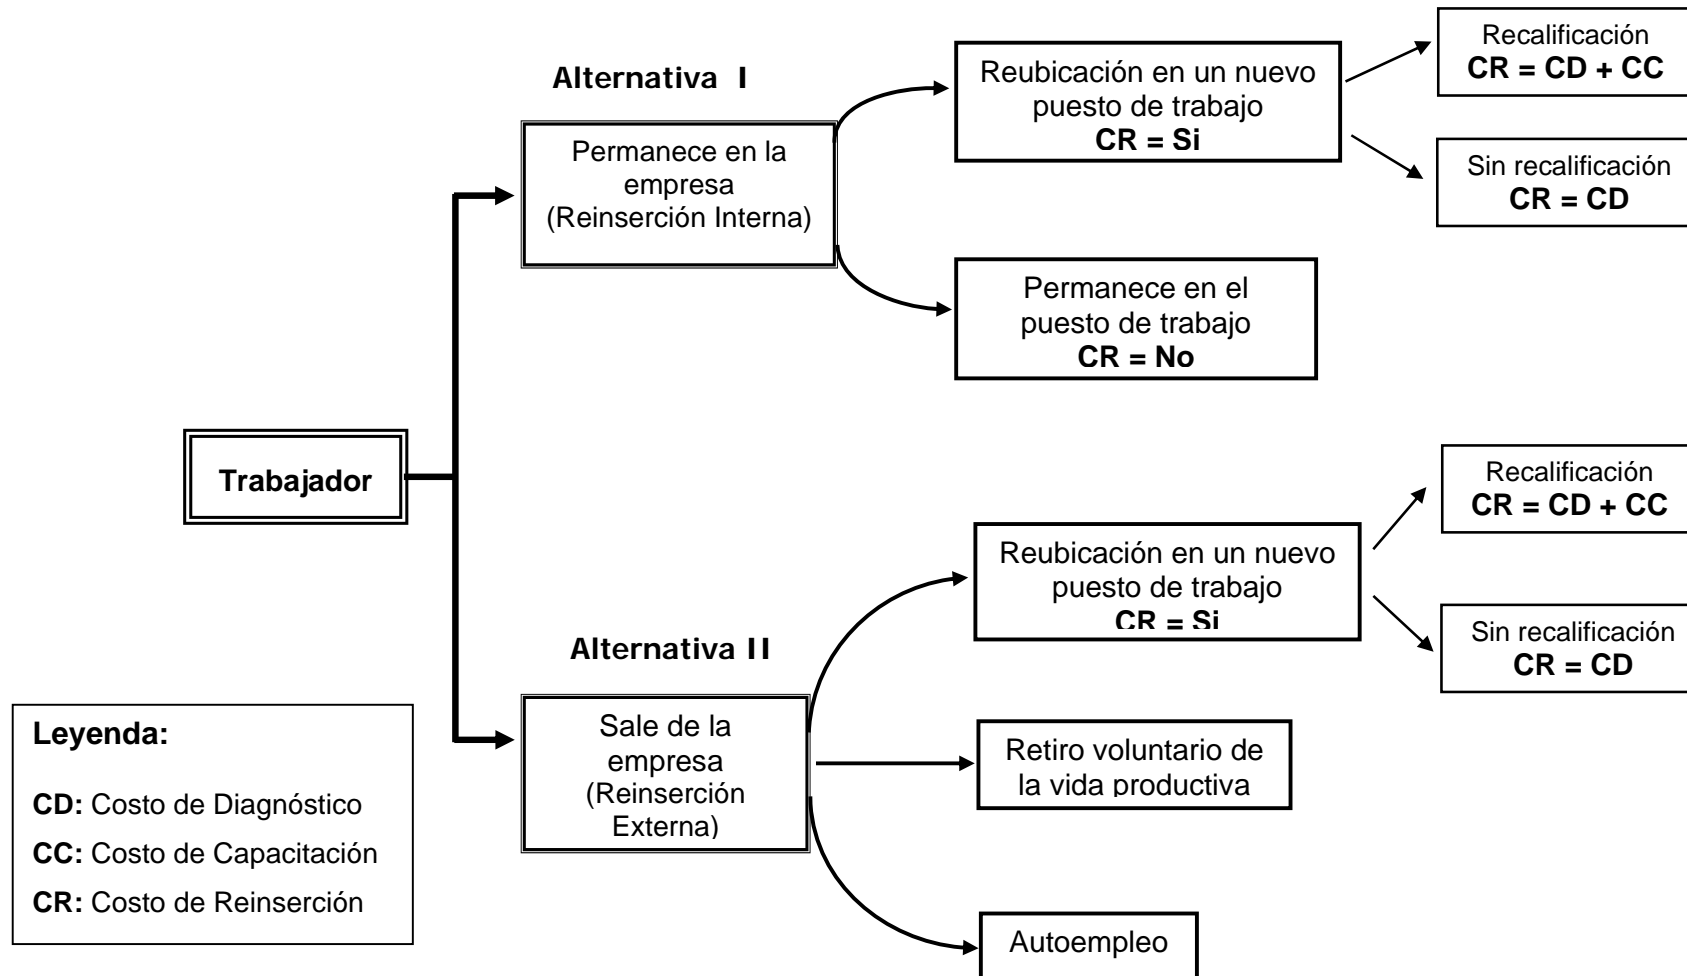 Alternativa I
Permanece en la
empresa
(Reinserción Interna)
Reubicación en un nuevo
puesto de trabajo
CR = Si
Recalificación
CR = CD + CC
Sin recalificación
CR = CD
Permanece en el
puesto de trabajo
CR = No
Trabajador
Alternativa II
Sale de la
empresa
(Reinserción
Externa)
Reubicación en un nuevo
puesto de trabajo
CR = Si
Recalificación
CR = CD + CC
Sin recalificación
CR = CD
Retiro voluntario de
la vida productiva
Autoempleo
Leyenda:
CD: Costo de Diagnóstico
CC: Costo de Capacitación
CR: Costo de Reinserción